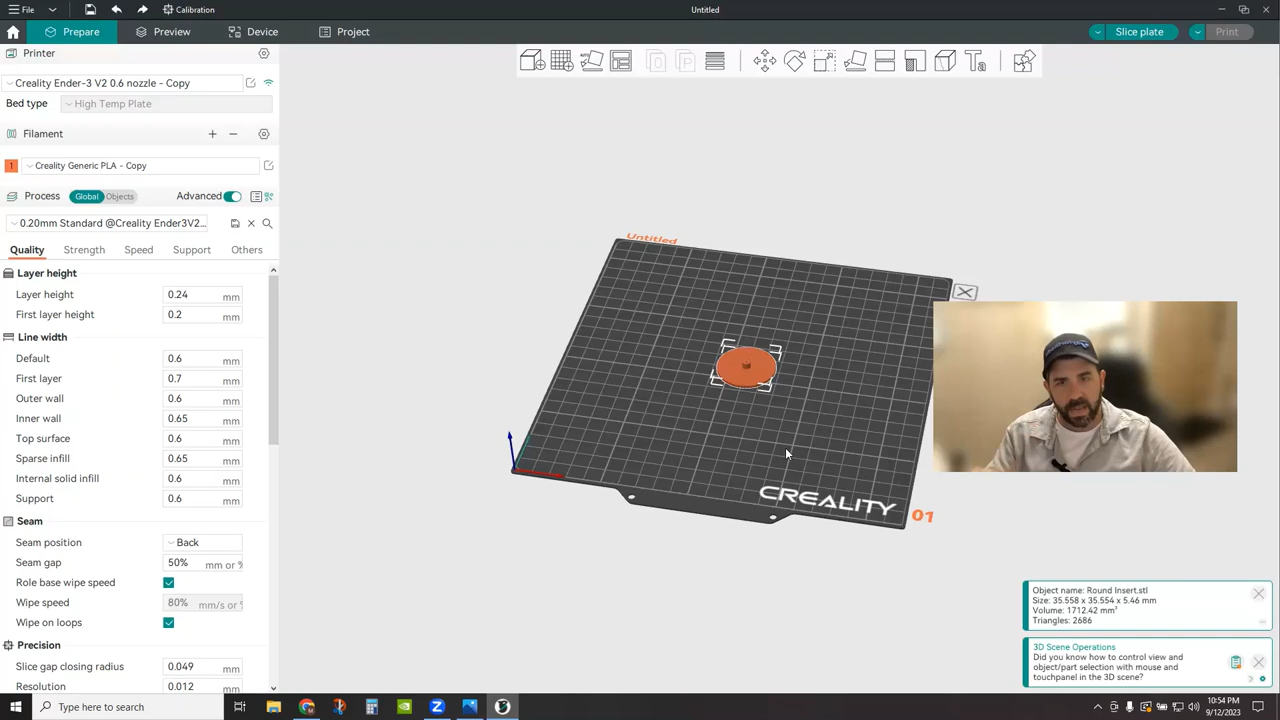 File
Calibration
Untitled
Prepare
Preview
Device
Project
Slice plate
Print
Printer
Creality Ender-3 V2 0.6 nozzle - Copy
Bed type
High Temp Plate
Filament
1
Creality Generic PLA - Copy
Process
Global
Objects
Advanced
0.20mm Standard @Creality Ender3V2...
Quality
Strength
Speed
Support
Others
Layer height
Layer height 0.24 mm
First layer height 0.2 mm
Line width
Default 0.6 mm
First layer 0.7 mm
Outer wall 0.6 mm
Inner wall 0.65 mm
Top surface 0.6 mm
Sparse infill 0.65 mm
Internal solid infill 0.6 mm
Support 0.6 mm
Seam
Seam position Back
Seam gap 50% mm or %
Role base wipe speed
Wipe speed 80% mm/s or %
Wipe on loops
Precision
Slice gap closing radius 0.049 mm
Resolution 0.012 mm
Untitled
CREALITY
01
Object name: Round Insert.stl
Size: 35.558 x 35.554 x 5.46 mm
Volume: 1712.42 mm³
Triangles: 2686
3D Scene Operations
Did you know how to control view and
object/part selection with mouse and
touchpanel in the 3D scene?
Type here to search
10:54 PM
9/12/2023